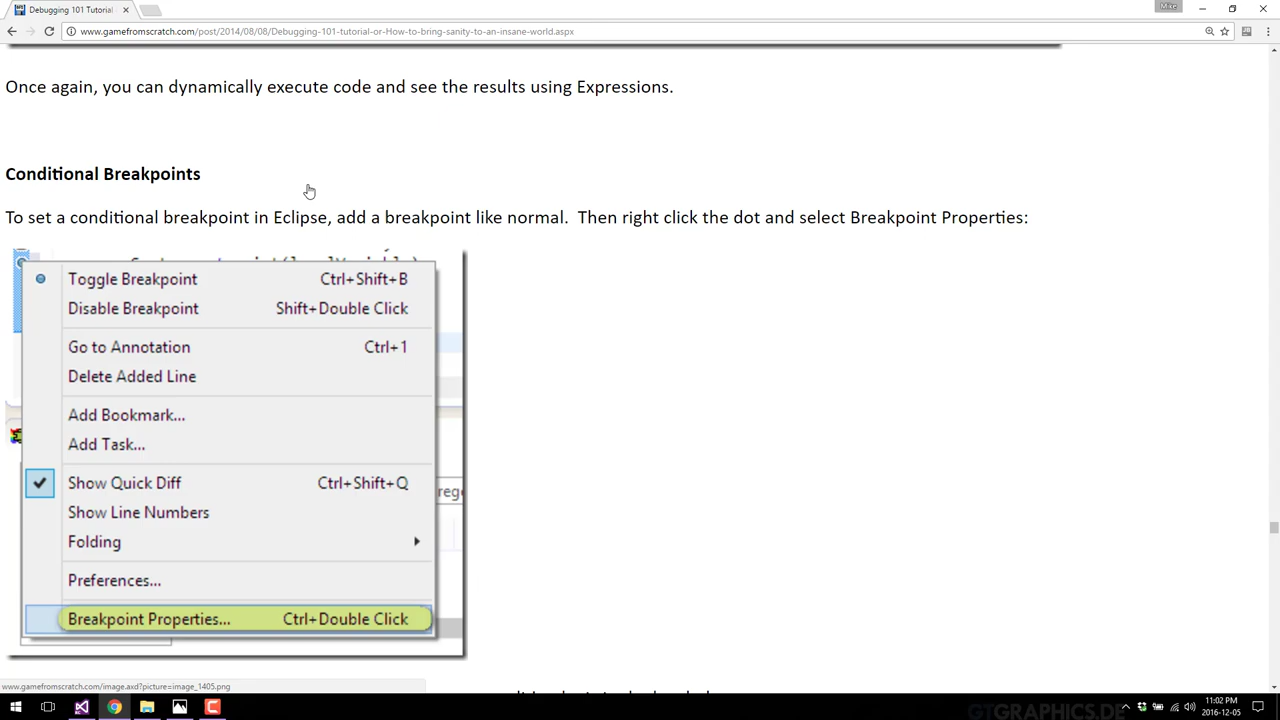 Debugging 101 Tutorial
Mike
www.gamefromscratch.com/post/2014/08/08/Debugging-101-tutorial-or-How-to-bring-sanity-to-an-insane-world.aspx
Once again, you can dynamically execute code and see the results using Expressions.
Conditional Breakpoints
To set a conditional breakpoint in Eclipse, add a breakpoint like normal.  Then right click the dot and select Breakpoint Properties:
Toggle Breakpoint Ctrl+Shift+B
Disable Breakpoint Shift+Double Click
Go to Annotation Ctrl+1
Delete Added Line
Add Bookmark...
Add Task...
Show Quick Diff Ctrl+Shift+Q
rego
Show Line Numbers
Folding
Preferences...
Breakpoint Properties... Ctrl+Double Click
www.gamefromscratch.com/image.axd?picture=image_1405.png
11:02 PM
2016-12-05
GTGRAPHICS.DE